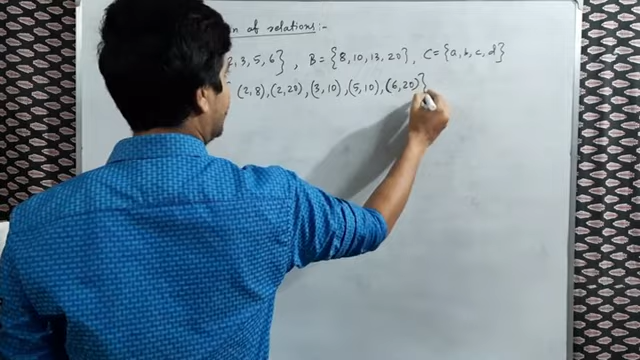 n of relations:-
2,3,5,6} , B = {8,10,13,20} , C = {a,b,c,d}
(2,8),(2,20),(3,10),(5,10),(6,20)}